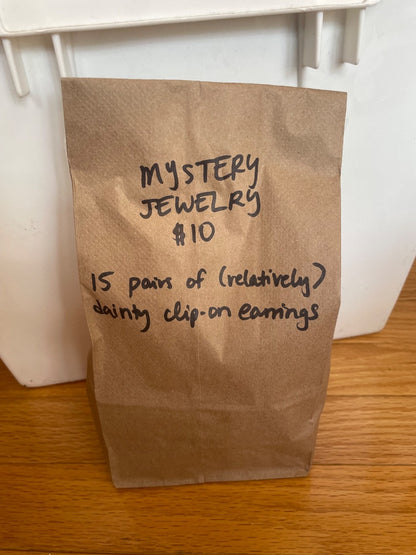 MYSTERY
JEWELRY
$10
15 pairs of (relatively)
dainty clip-on earrings